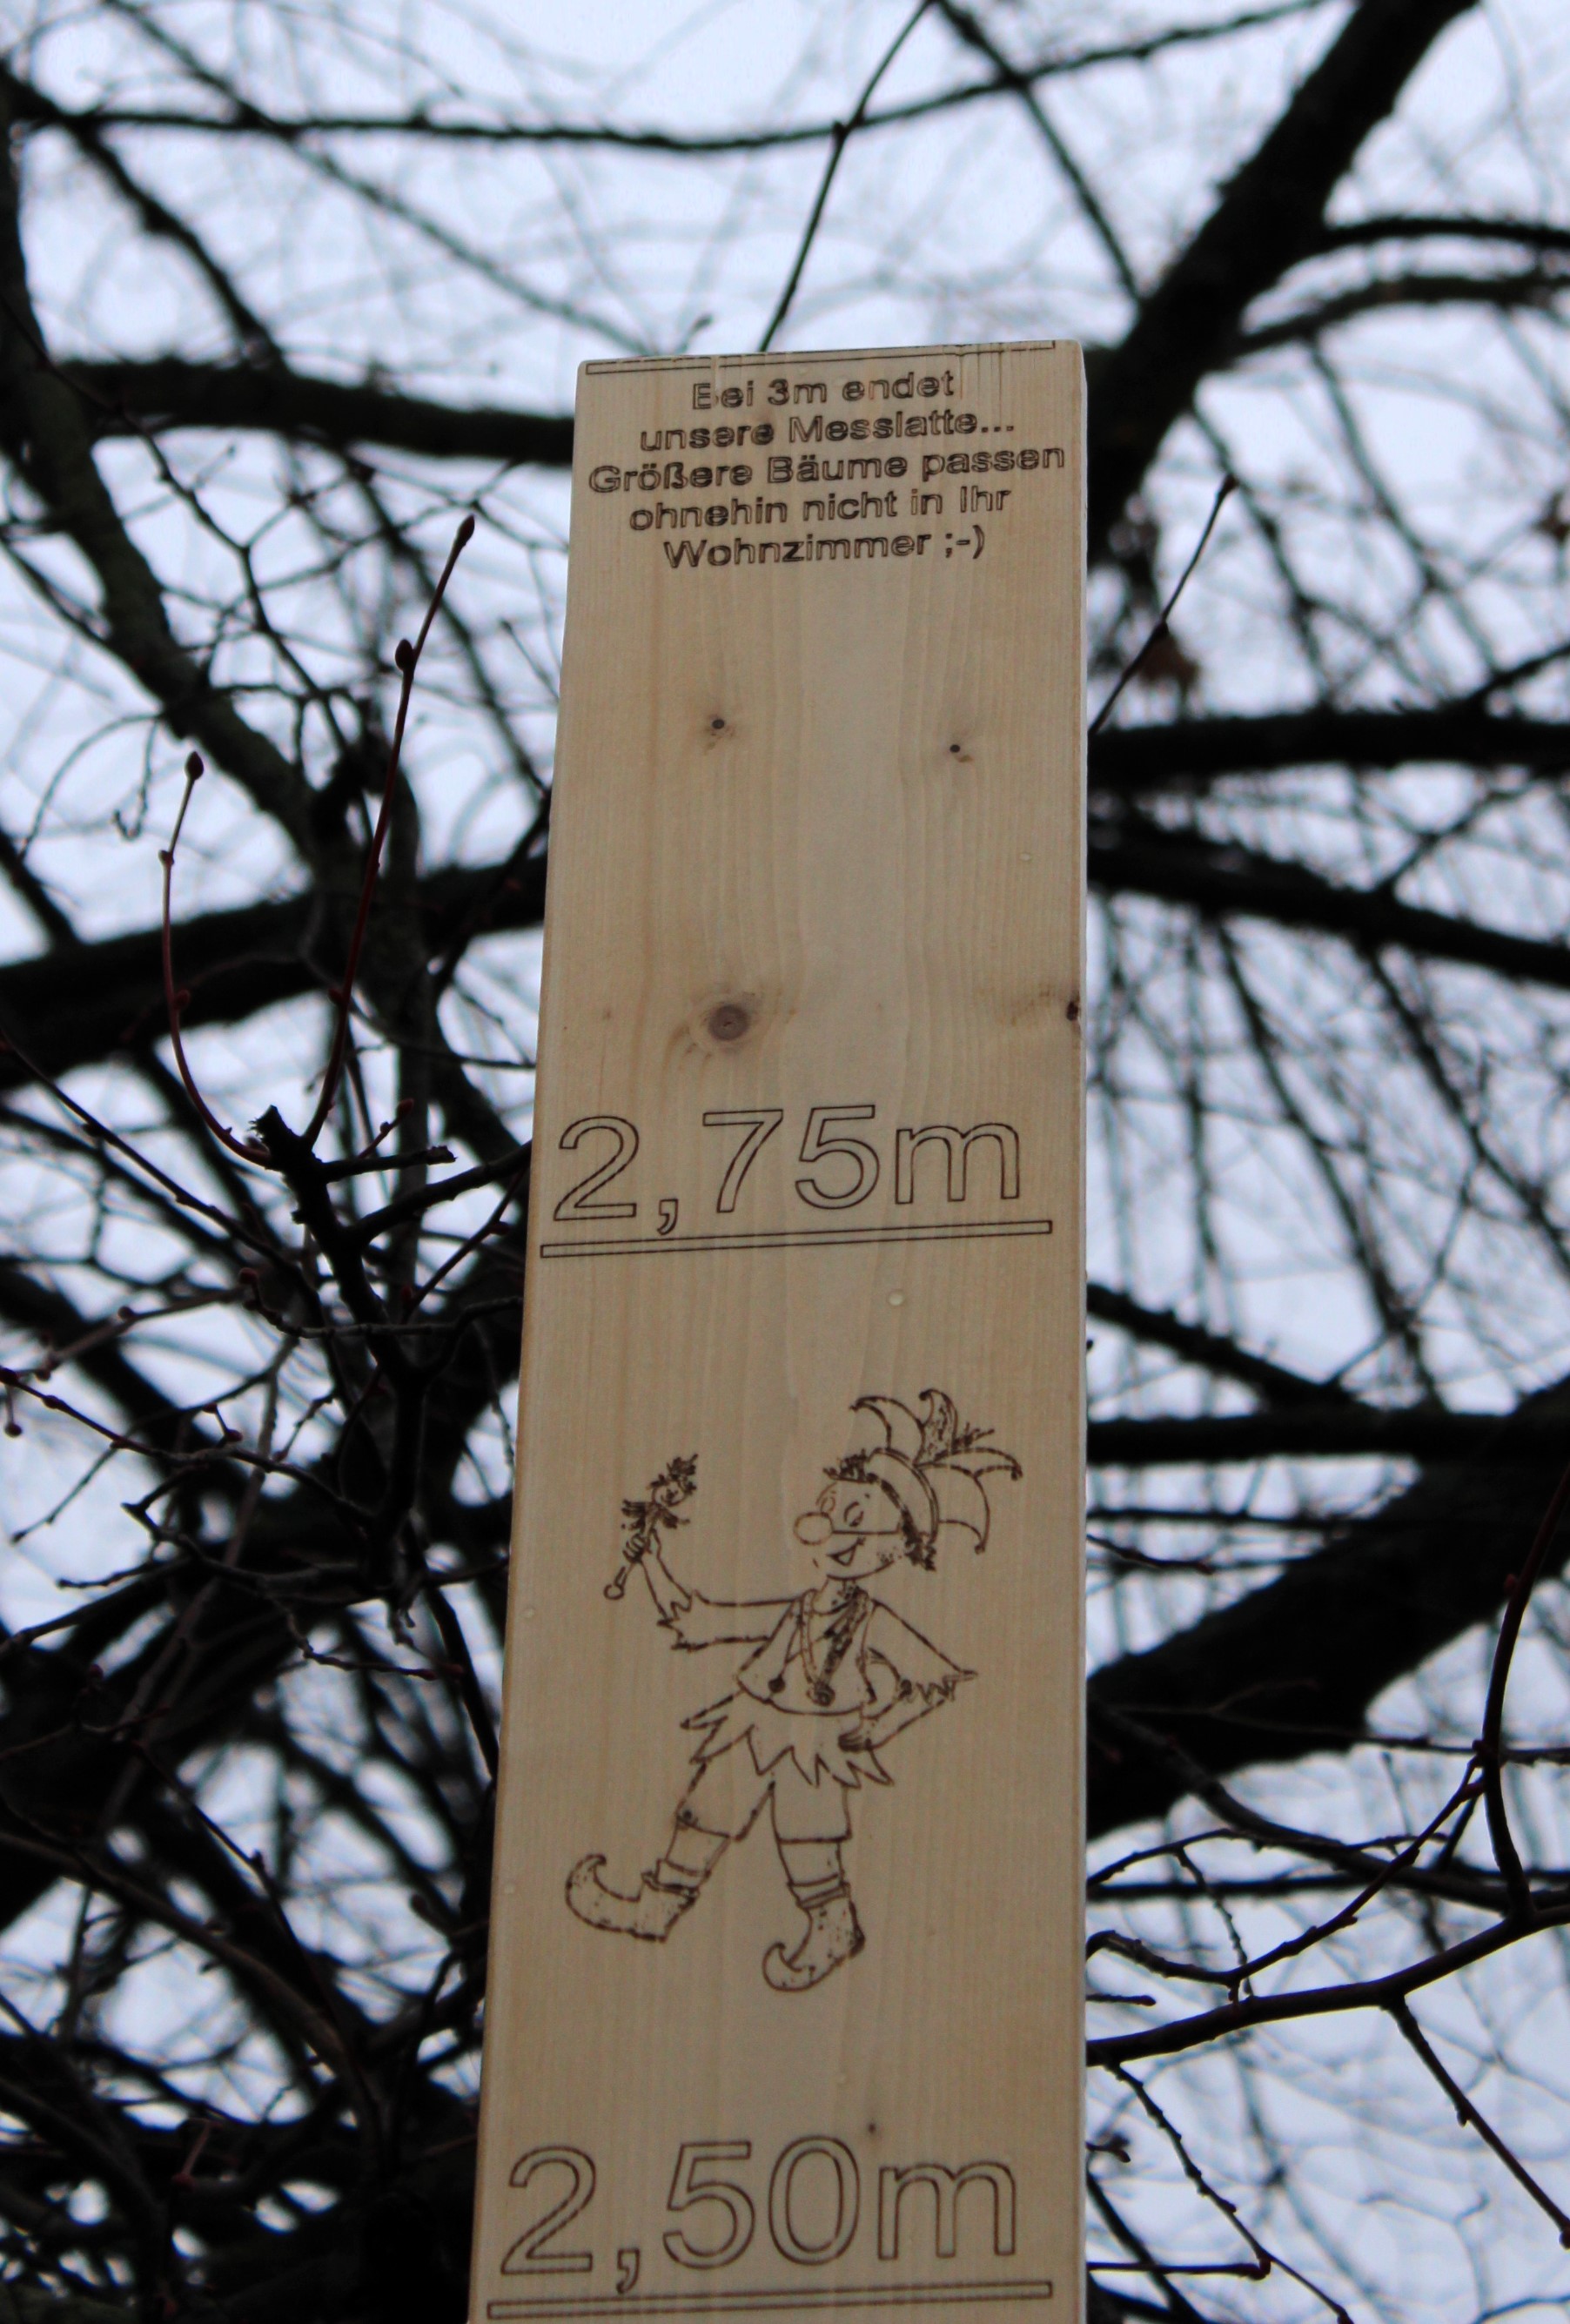 Bei 3m endet
unsere Messlatte...
Größere Bäume passen
ohnehin nicht in Ihr
Wohnzimmer ;-)
2,75m
2,50m